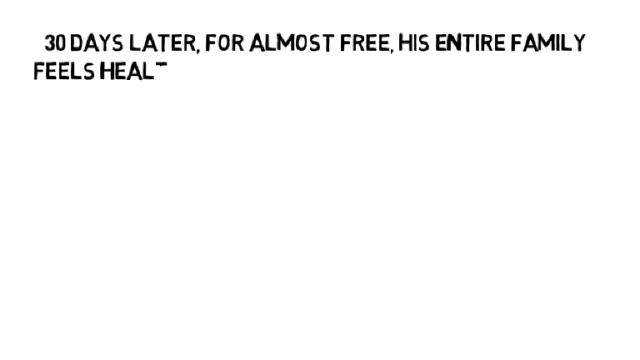 30 DAYS LATER, FOR ALMOST FREE, HIS ENTIRE FAMILY
FEELS HEAL